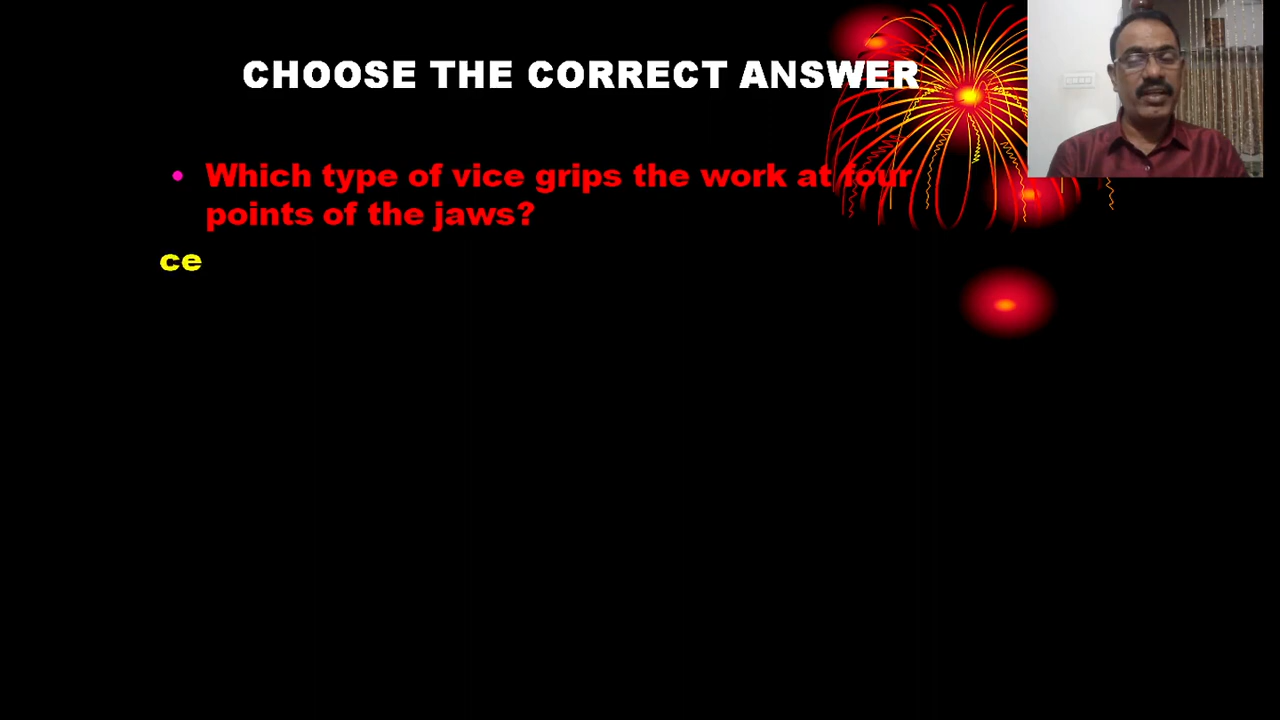 CHOOSE THE CORRECT ANSWER
• Which type of vice grips the work at four
points of the jaws?
ce